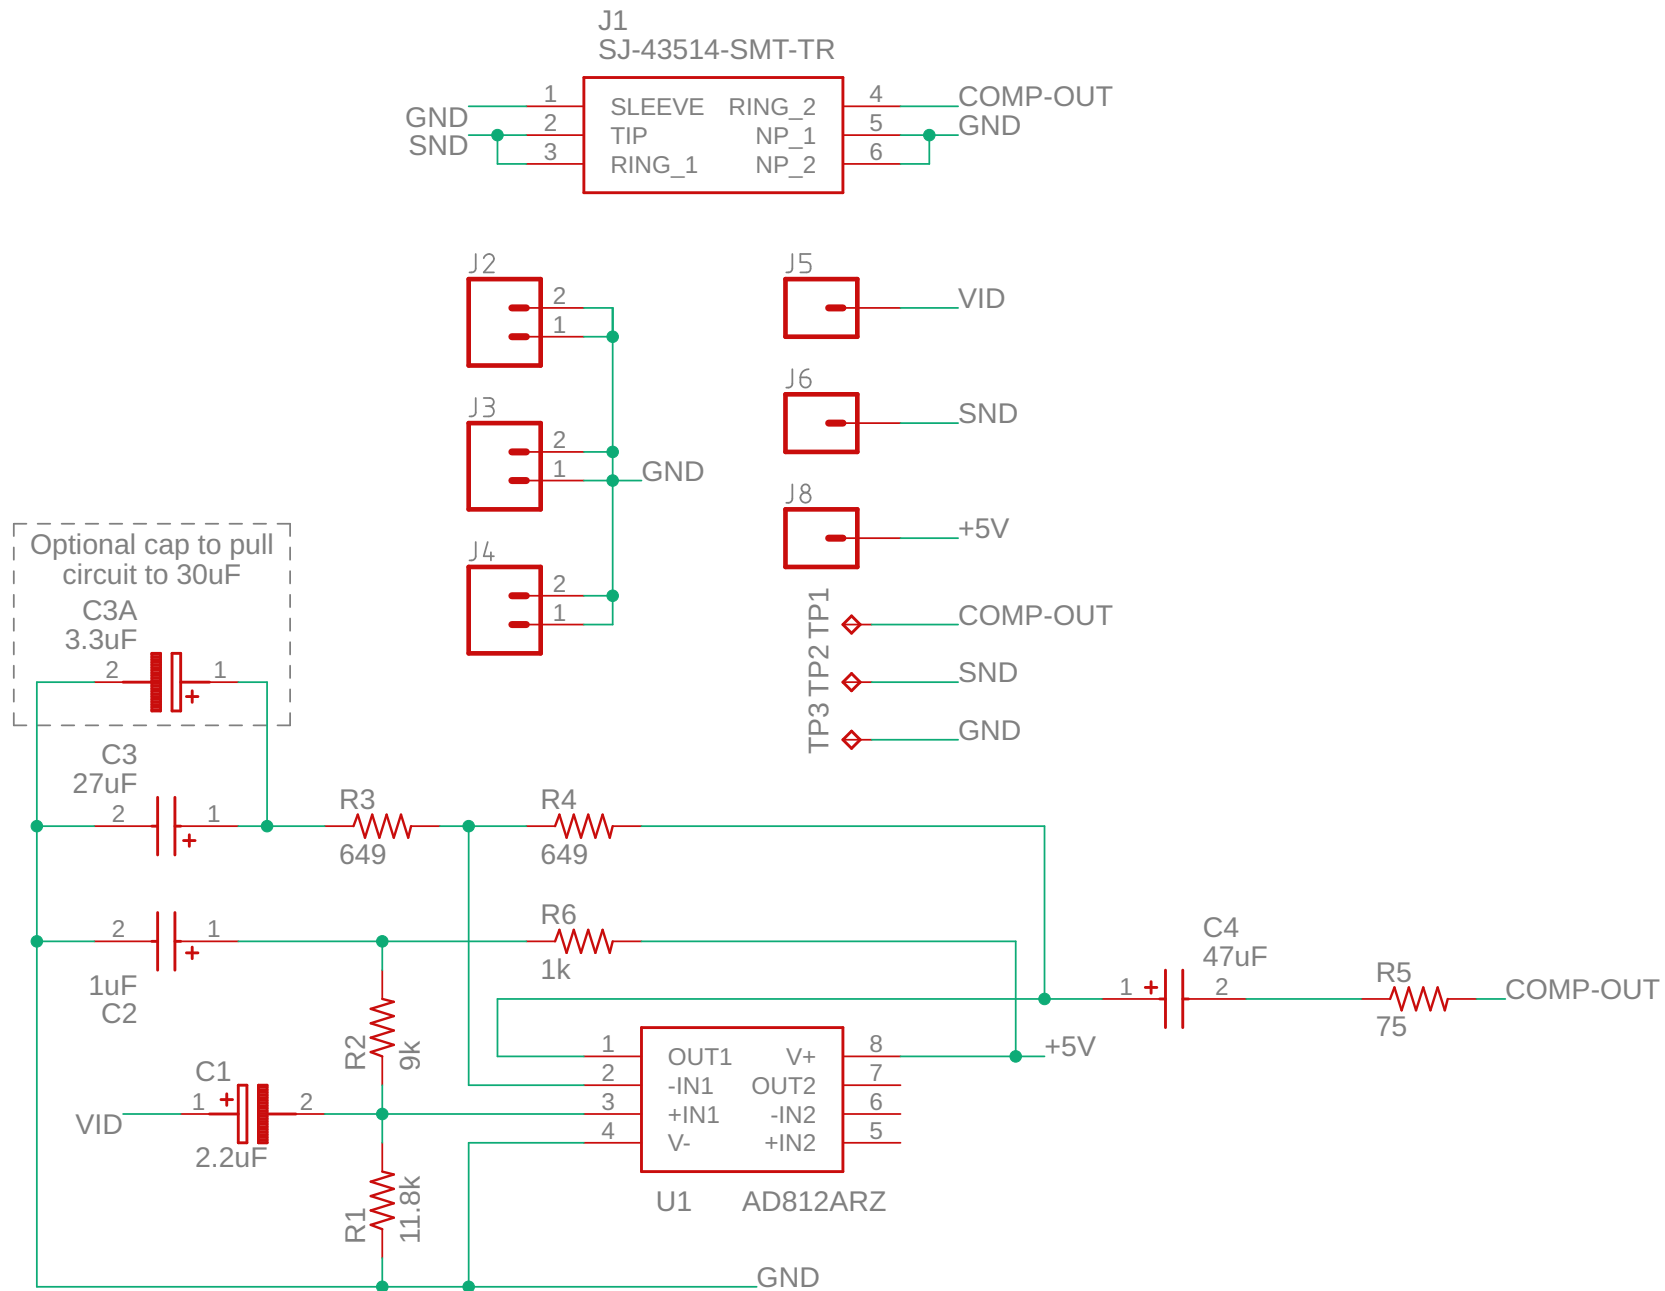 J1
SJ-43514-SMT-TR
GND 1 SLEEVE RING_2 4 COMP-OUT
SND 2 TIP NP_1 5 GND
3 RING_1 NP_2 6
J2
2
1
J5
VID
J3
2
1
GND
J6
SND
J4
2
1
J8
+5V
TP1
COMP-OUT
TP2
SND
TP3
GND
Optional cap to pull
circuit to 30uF
C3A
3.3uF
2 1 +
C3
27uF
2 1 +
R3
649
R4
649
2 1 +
1uF
C2
R6
1k
R2
9k
C1
VID 1 + 2
2.2uF
R1
11.8k
1 OUT1 V+ 8 +5V
2 -IN1 OUT2 7
3 +IN1 -IN2 6
4 V- +IN2 5
U1 AD812ARZ
GND
C4
47uF
1 + 2
R5
75
COMP-OUT